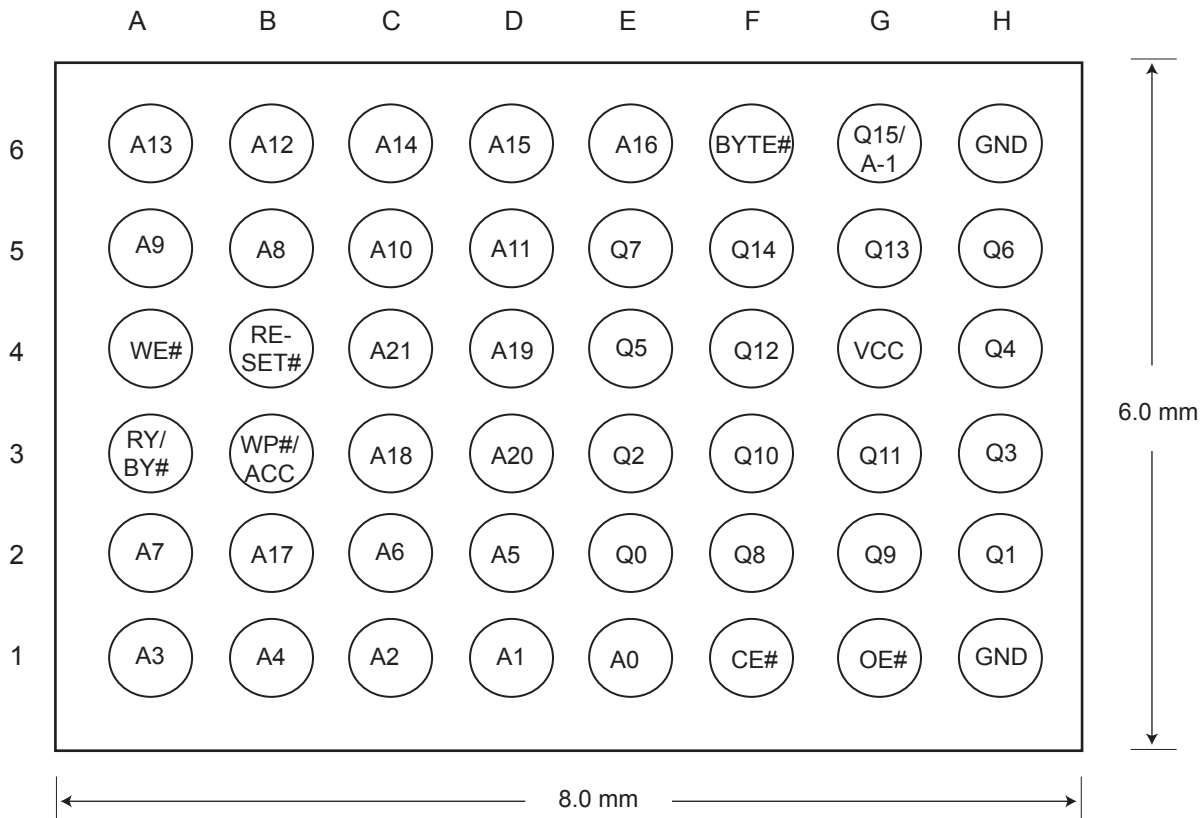 A B C D E F G H
6 A13 A12 A14 A15 A16 BYTE# Q15/ A-1 GND
5 A9 A8 A10 A11 Q7 Q14 Q13 Q6
4 WE# RE- SET# A21 A19 Q5 Q12 VCC Q4
3 RY/ BY# WP#/ ACC A18 A20 Q2 Q10 Q11 Q3
6.0 mm
2 A7 A17 A6 A5 Q0 Q8 Q9 Q1
1 A3 A4 A2 A1 A0 CE# OE# GND
8.0 mm